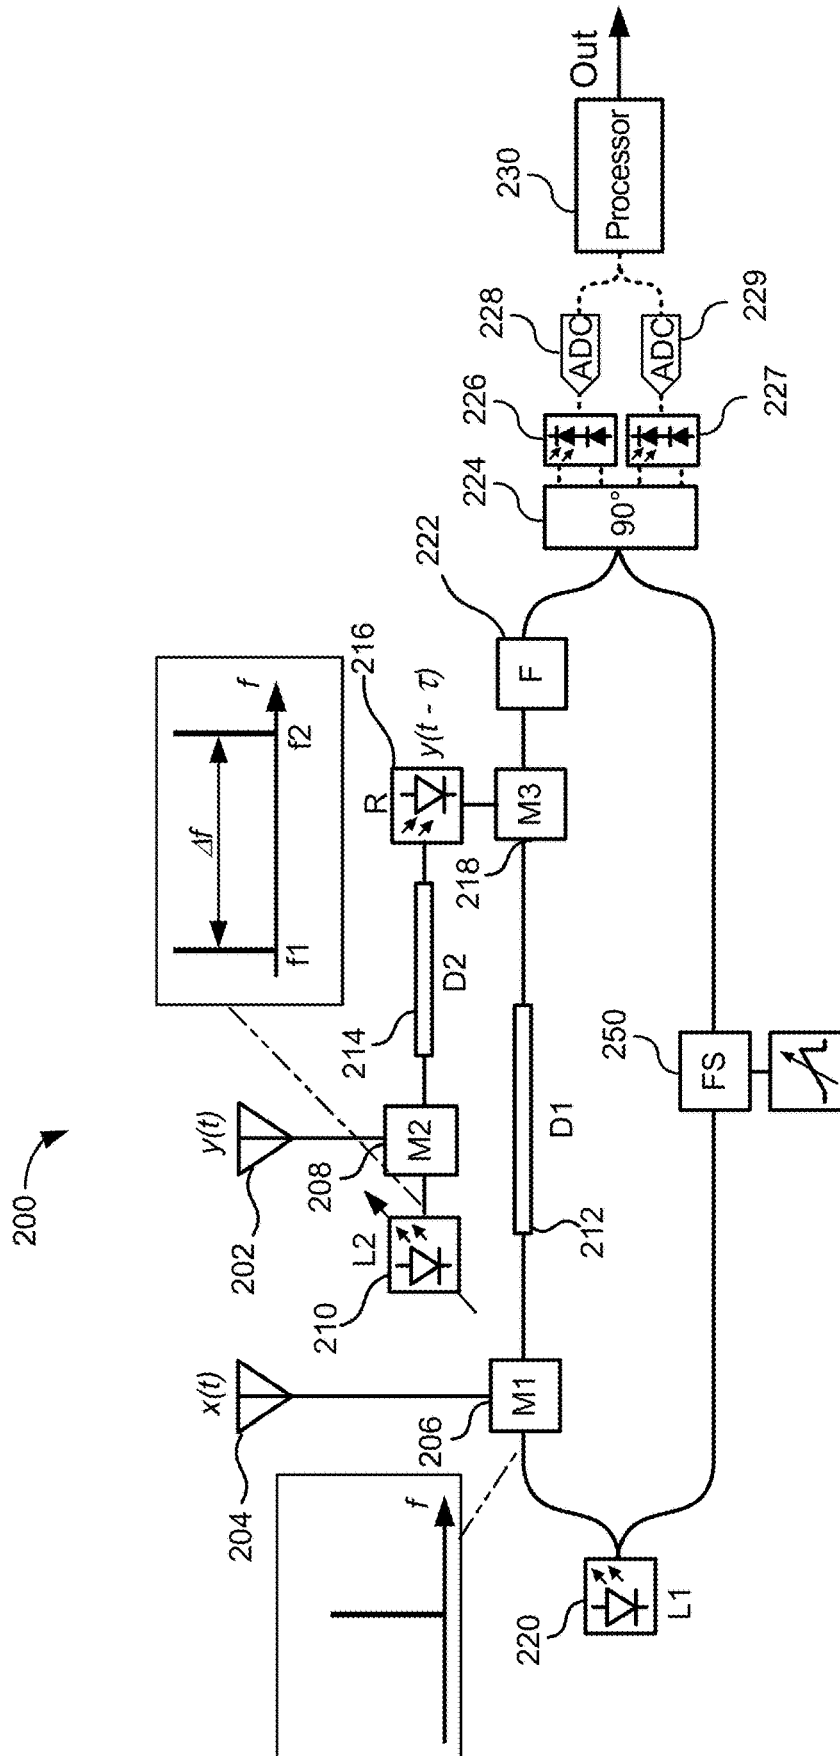 200
204
x(t)
202
y(t)
f
f1
Δf
f2
f
206
M1
210
L2
208
M2
214
D2
R
216
y(t - τ)
220
L1
212
D1
218
M3
222
F
224
90°
226
227
228
ADC
229
ADC
230
Processor
Out
250
FS